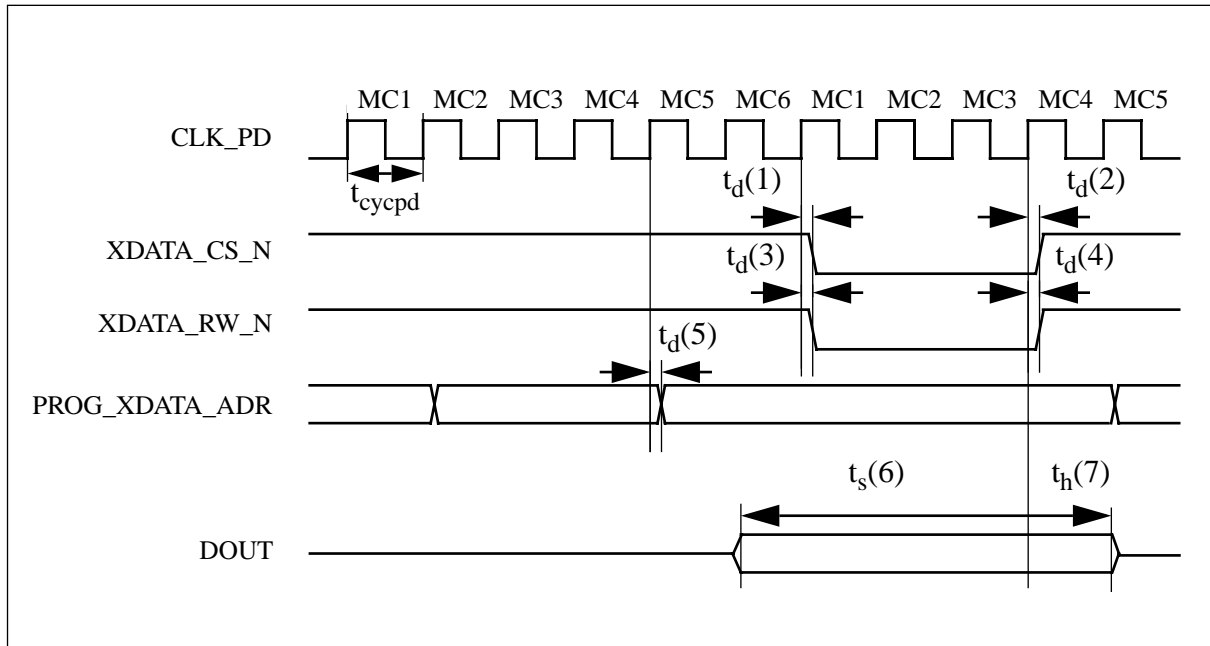 MC1 MC2 MC3 MC4 MC5 MC6 MC1 MC2 MC3 MC4 MC5
CLK_PD
t_cycpd
t_d(1)
t_d(2)
XDATA_CS_N
t_d(3)
t_d(4)
XDATA_RW_N
t_d(5)
PROG_XDATA_ADR
t_s(6)
t_h(7)
DOUT